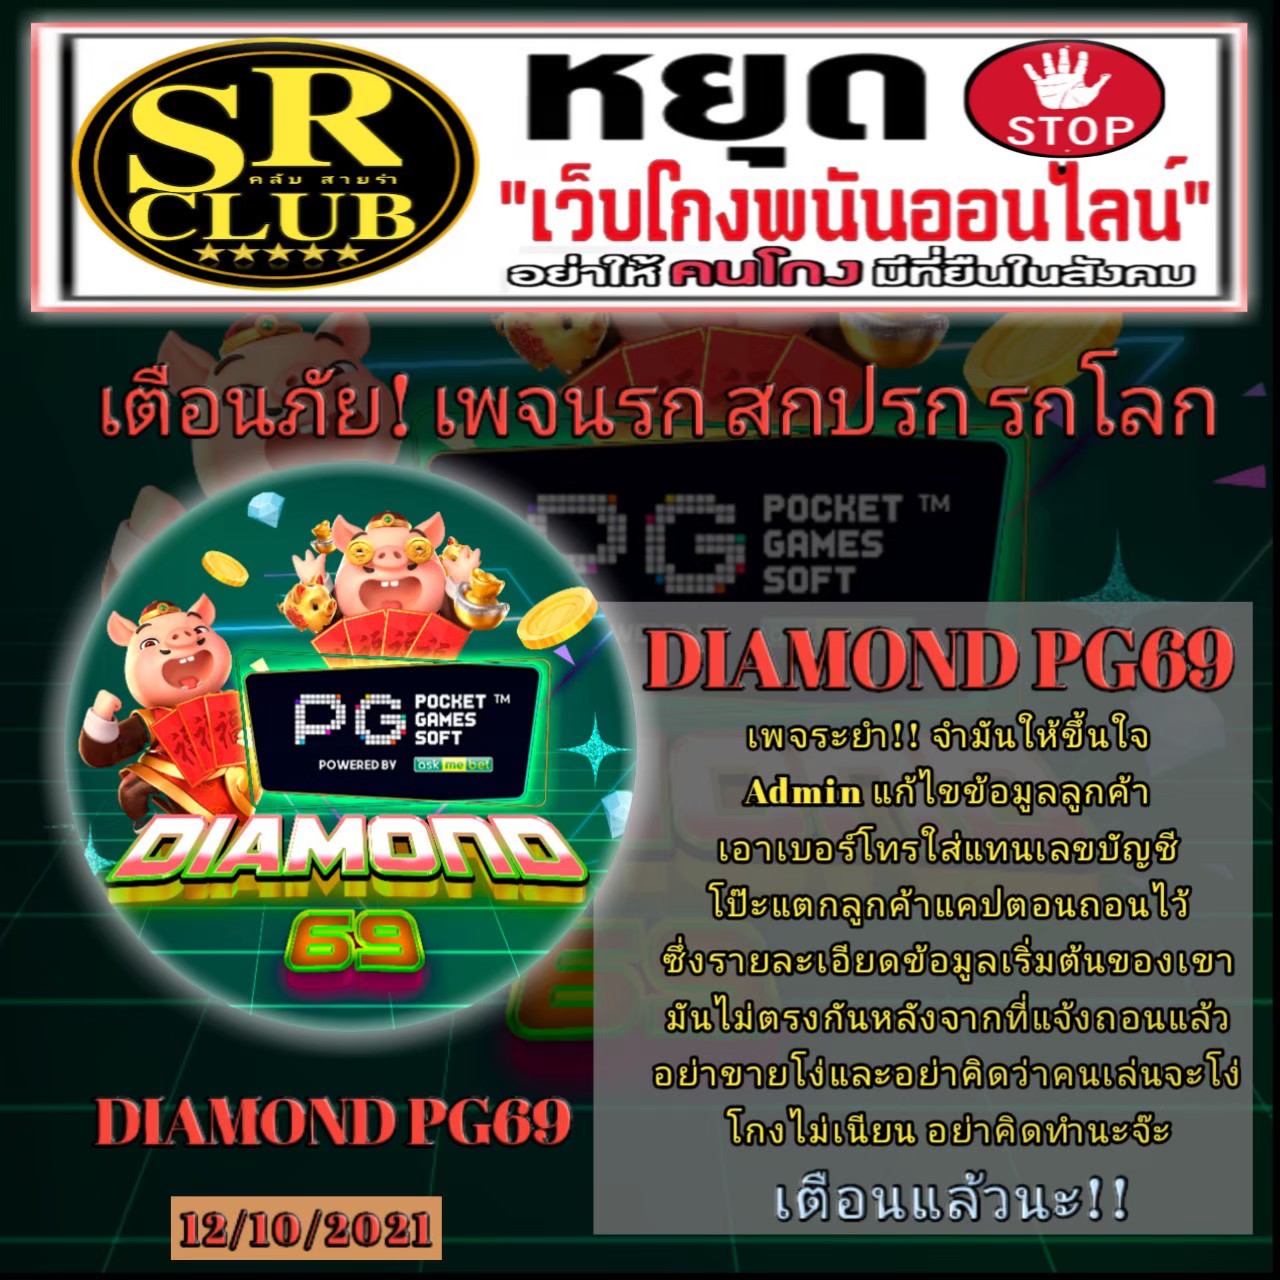 SR
คลับ สายรำ
CLUB
หยุด
STOP
"เว็บโกงพนันออนไลน์"
อย่าให้ คนโกง มีที่ยืนในสังคม
เตือนภัย! เพจนรก สกปรก รกโลก
PG POCKET GAMES SOFT ™
PG POCKET GAMES SOFT ™
POWERED BY ask me bet
DIAMOND
69
DIAMOND PG69
เพจระยำ!! จำมันให้ขึ้นใจ
Admin แก้ไขข้อมูลลูกค้า
เอาเบอร์โทรใส่แทนเลขบัญชี
โป๊ะแตกลูกค้าแคปตอนถอนไว้
ซึ่งรายละเอียดข้อมูลเริ่มต้นของเขา
มันไม่ตรงกันหลังจากที่แจ้งถอนแล้ว
อย่าขายโง่และอย่าคิดว่าคนเล่นจะโง่
โกงไม่เนียน อย่าคิดทำนะจ๊ะ
เตือนแล้วนะ!!
DIAMOND PG69
12/10/2021